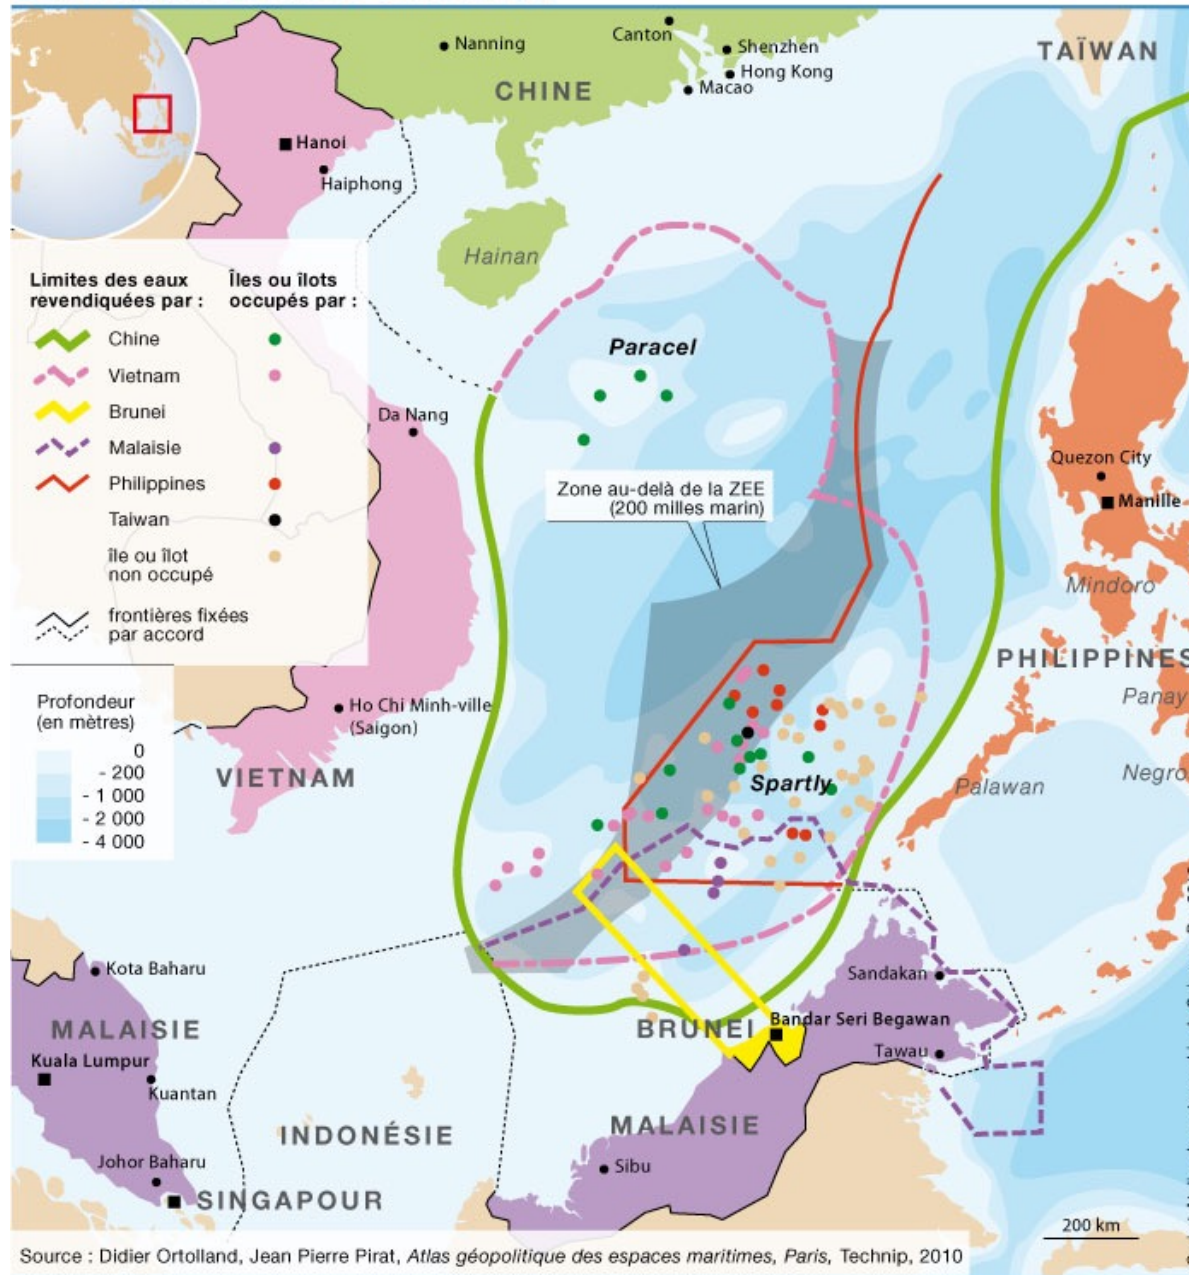 Nanning
Canton
Shenzhen
Hong Kong
Macao
TAÏWAN
CHINE
Hanoi
Haiphong
Hainan
Limites des eaux
revendiquées par :
Îles ou îlots
occupés par :
Chine
Vietnam
Brunei
Malaisie
Philippines
Taiwan
île ou îlot
non occupé
frontières fixées
par accord
Paracel
Da Nang
Zone au-delà de la ZEE
(200 milles marin)
Quezon City
Manille
Mindoro
PHILIPPINES
Panay
Negro
Palawan
Profondeur
(en mètres)
0
- 200
- 1 000
- 2 000
- 4 000
Ho Chi Minh-ville
(Saigon)
VIETNAM
Spartly
Kota Baharu
MALAISIE
Kuala Lumpur
Kuantan
Johor Baharu
SINGAPOUR
INDONÉSIE
BRUNEI
Bandar Seri Begawan
Sandakan
Tawau
MALAISIE
Sibu
200 km
Source : Didier Ortolland, Jean Pierre Pirat, Atlas géopolitique des espaces maritimes, Paris, Technip, 2010